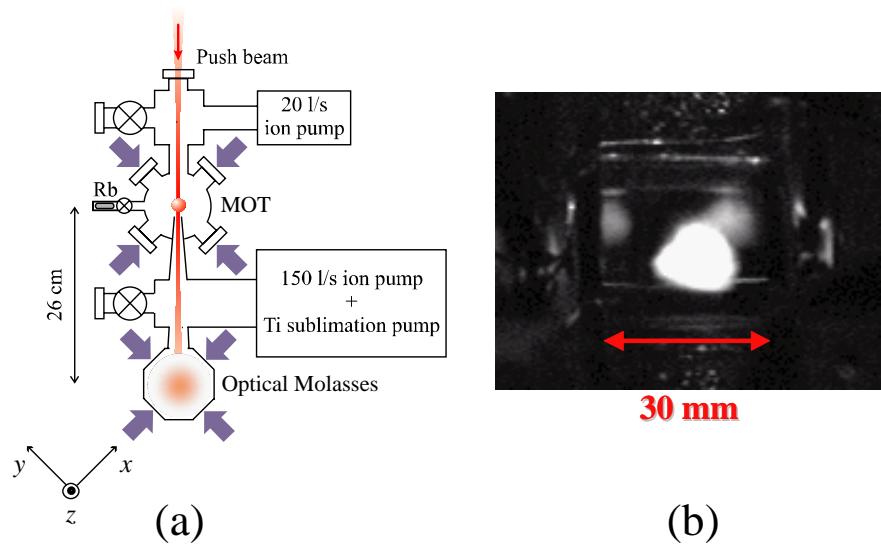 Push beam
20 l/s
ion pump
Rb
MOT
26 cm
150 l/s ion pump
+
Ti sublimation pump
Optical Molasses
y
x
z
(a)
30 mm
(b)